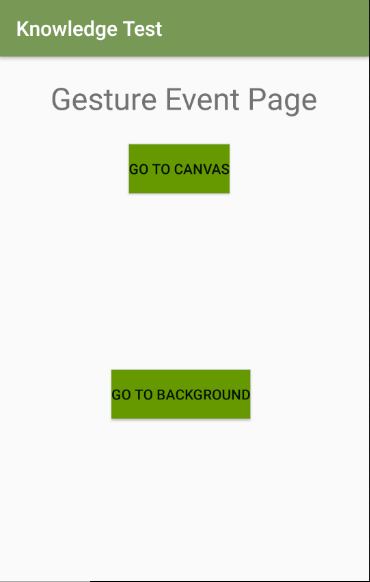 Knowledge Test
Gesture Event Page
GO TO CANVAS
GO TO BACKGROUND